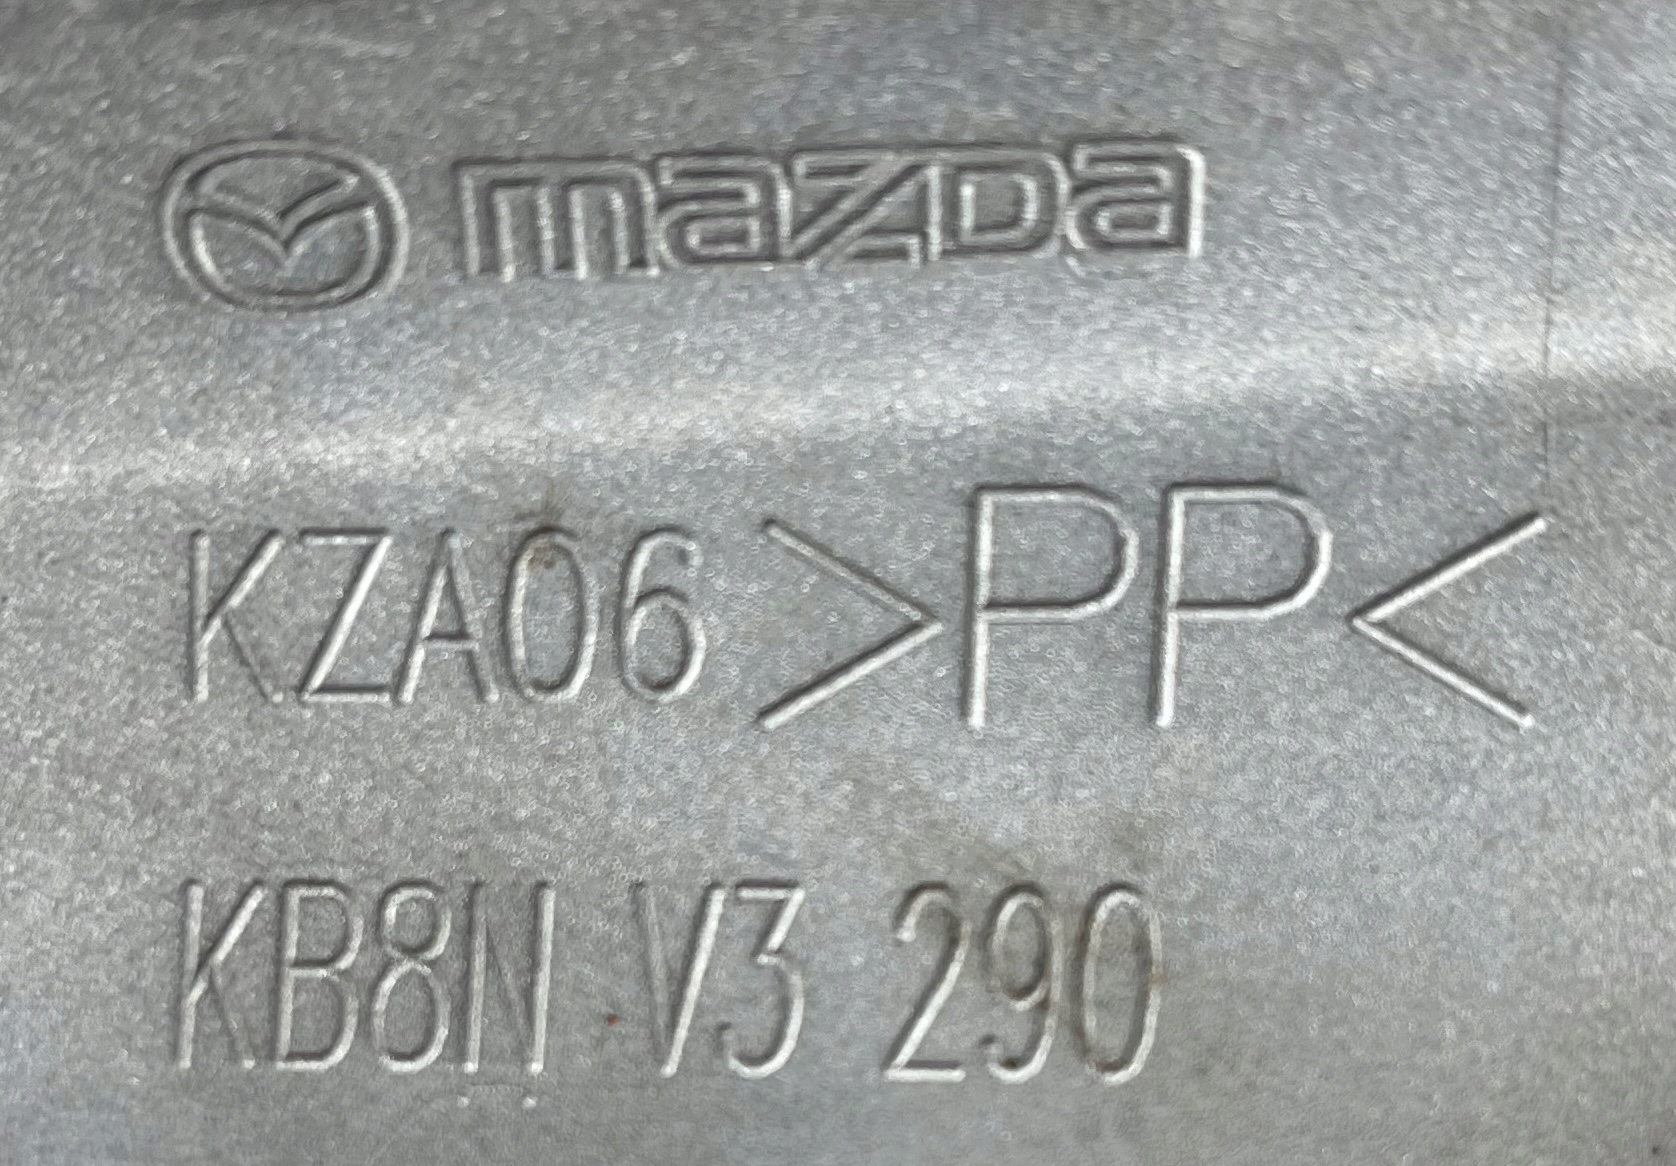 mazda
KZA06 >PP<
KB8N V3 290